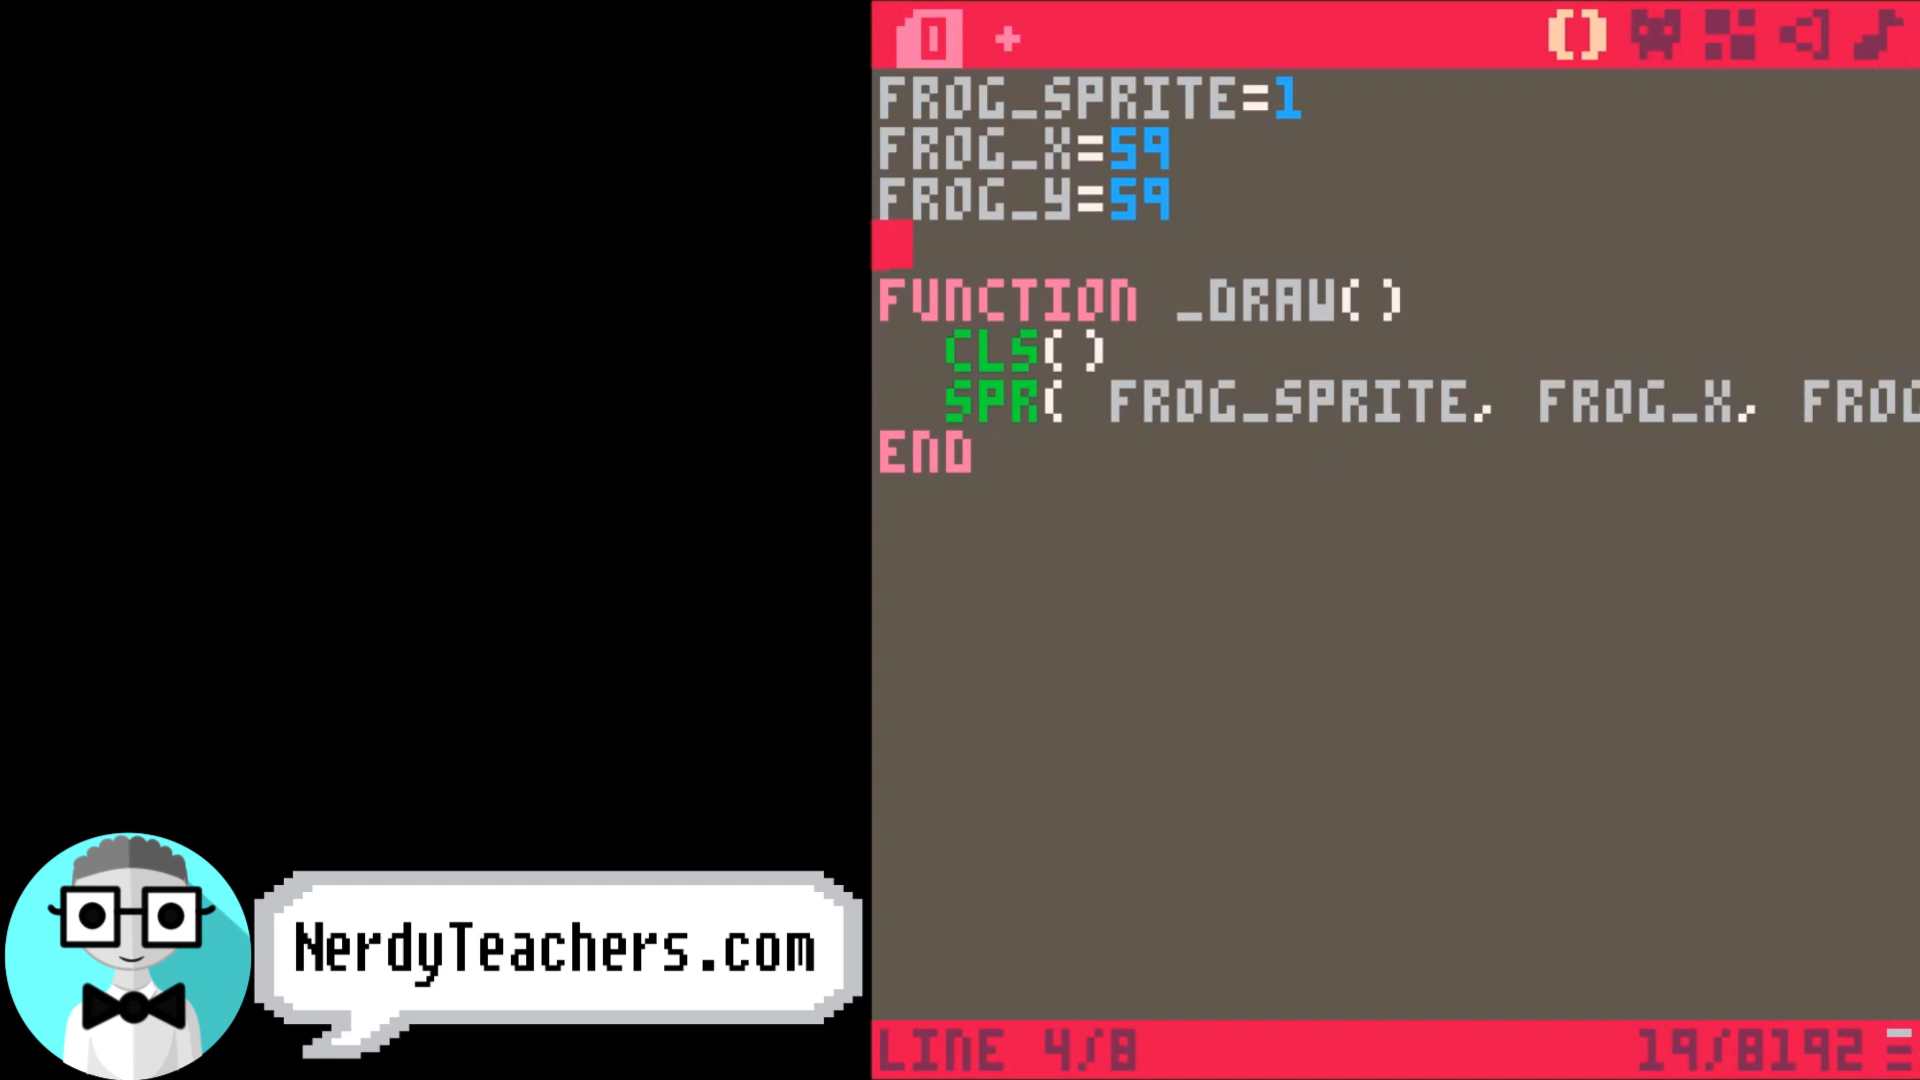 0 +
FROG_SPRITE=1
FROG_X=59
FROG_Y=59
FUNCTION _DRAW()
CLS()
SPR( FROG_SPRITE, FROG_X, FROG
END
NerdyTeachers.com
LINE 4/8 19/8192